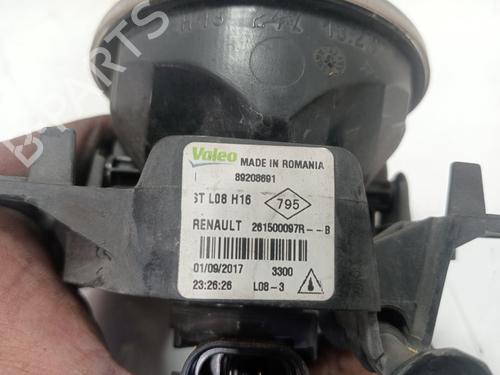 Valeo MADE IN ROMANIA
89208691
ST L08 H16 795
RENAULT 261500097R--B
01/09/2017 3300
23:26:26 L08-3